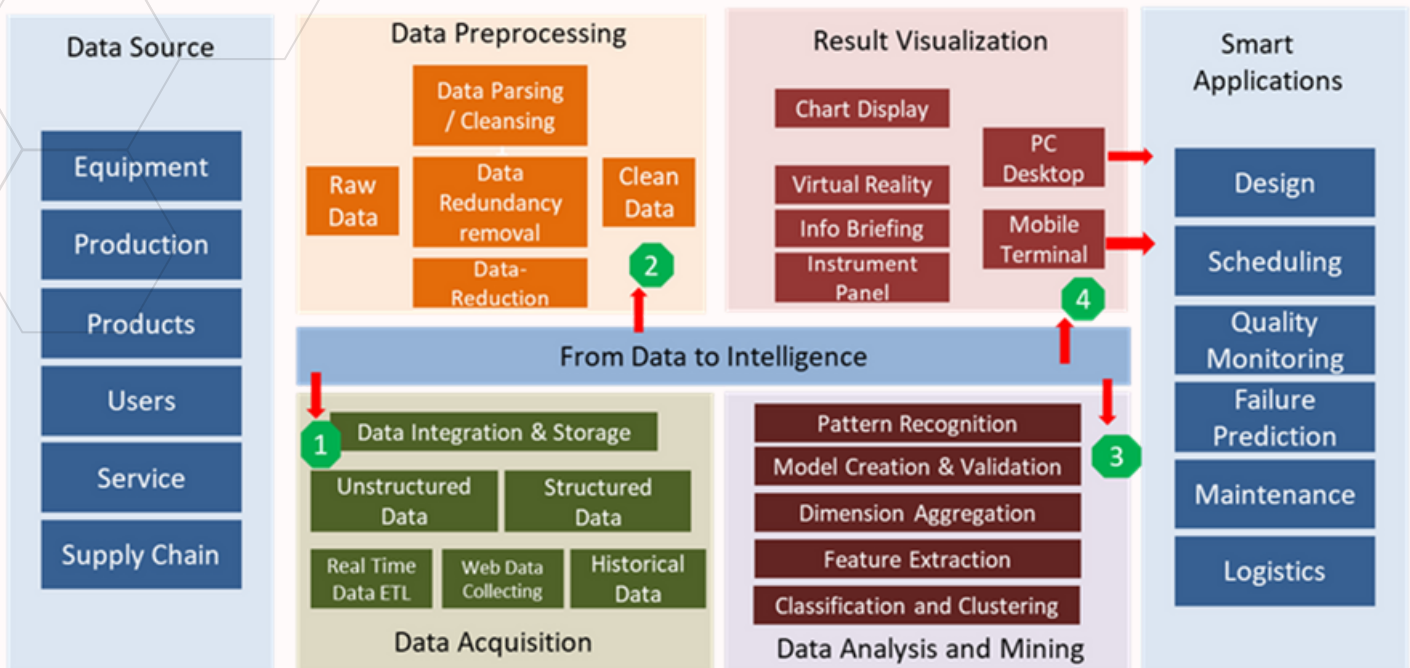 Data Source
Equipment
Production
Products
Users
Service
Supply Chain
Data Preprocessing
Data Parsing
/ Cleansing
Raw
Data
Data
Redundancy
removal
Clean
Data
Data-
Reduction
2
Result Visualization
Chart Display
Virtual Reality
Info Briefing
Instrument
Panel
PC
Desktop
Mobile
Terminal
4
From Data to Intelligence
1
Data Integration & Storage
Unstructured
Data
Structured
Data
Real Time
Data ETL
Web Data
Collecting
Historical
Data
Data Acquisition
Pattern Recognition
Model Creation & Validation
Dimension Aggregation
Feature Extraction
Classification and Clustering
3
Data Analysis and Mining
Smart
Applications
Design
Scheduling
Quality
Monitoring
Failure
Prediction
Maintenance
Logistics